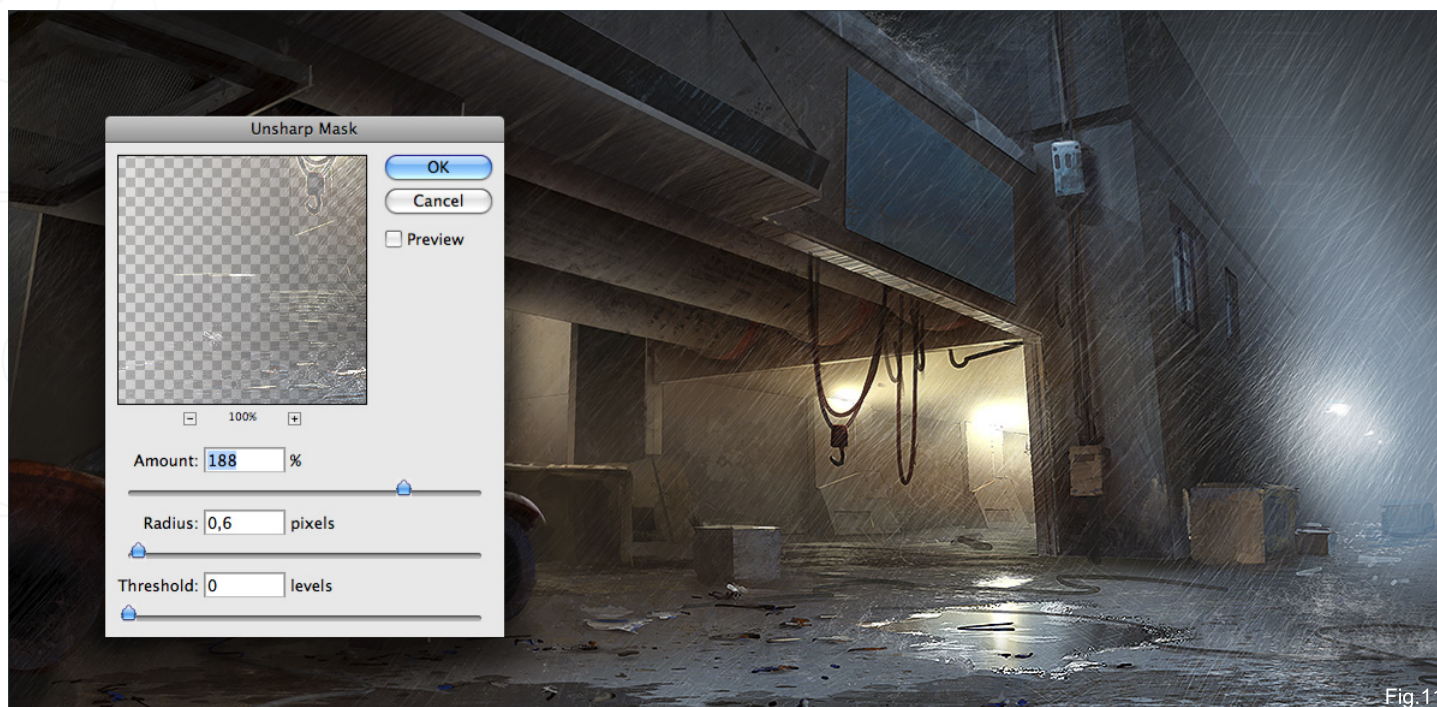 Unsharp Mask
OK
Cancel
Preview
100%
Amount: 188 %
Radius: 0,6 pixels
Threshold: 0 levels
Fig.11